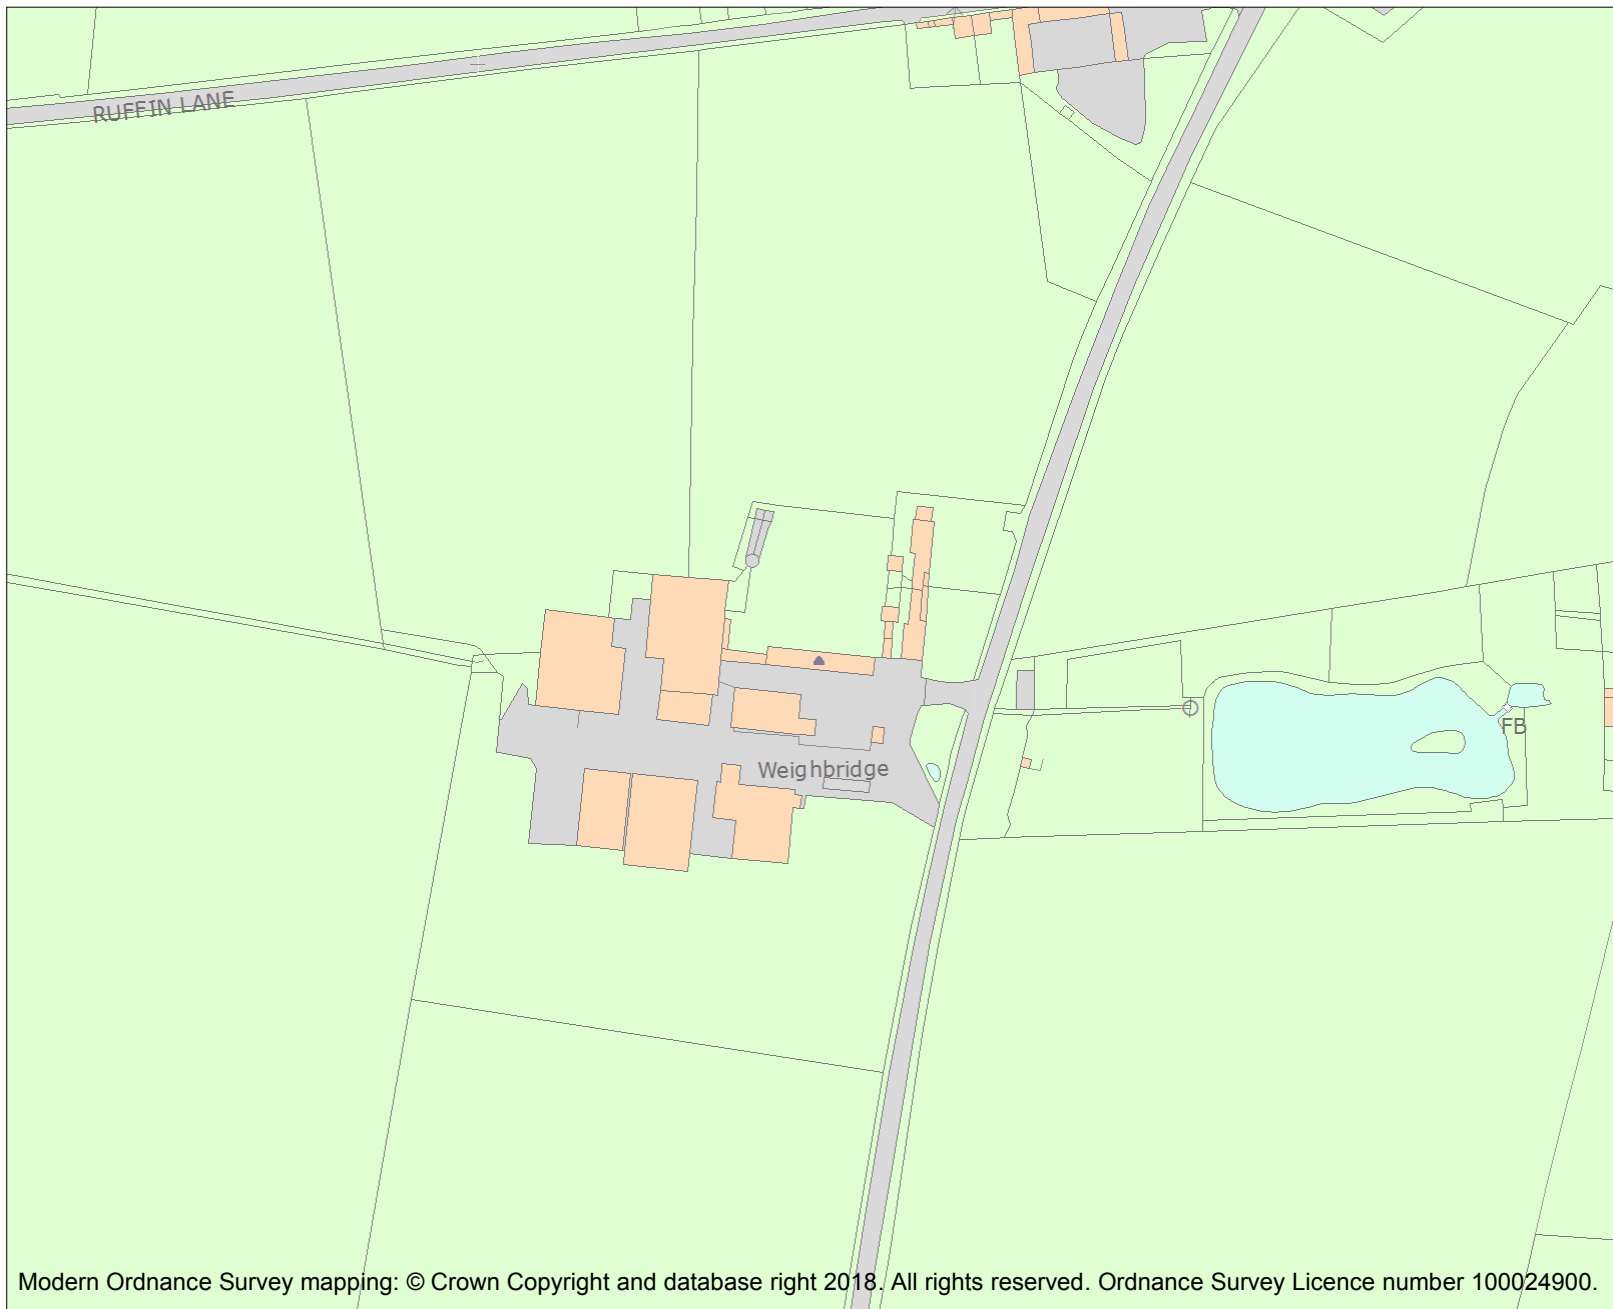 RUFFIN LANE
FB
Weighbridge
Modern Ordnance Survey mapping: © Crown Copyright and database right 2018. All rights reserved. Ordnance Survey Licence number 100024900.